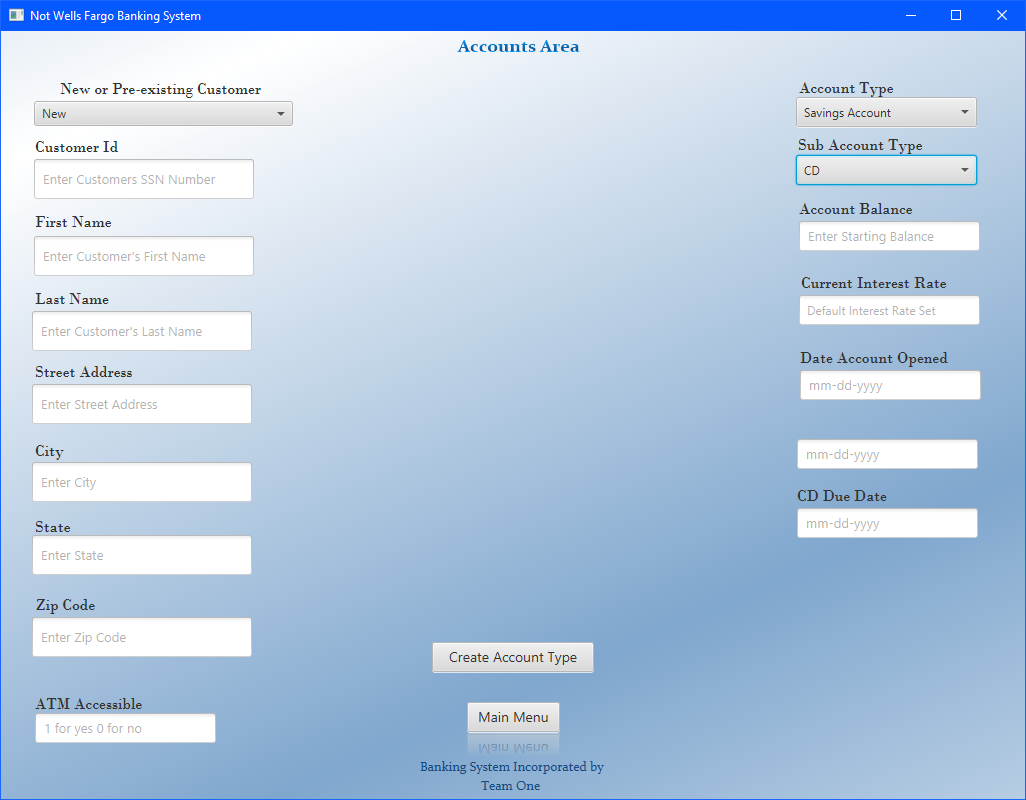 Not Wells Fargo Banking System
Accounts Area
New or Pre-existing Customer
New
Customer Id
Enter Customers SSN Number
First Name
Enter Customer's First Name
Last Name
Enter Customer's Last Name
Street Address
Enter Street Address
City
Enter City
State
Enter State
Zip Code
Enter Zip Code
ATM Accessible
1 for yes 0 for no
Account Type
Savings Account
Sub Account Type
CD
Account Balance
Enter Starting Balance
Current Interest Rate
Default Interest Rate Set
Date Account Opened
mm-dd-yyyy
mm-dd-yyyy
CD Due Date
mm-dd-yyyy
Create Account Type
Main Menu
Banking System Incorporated by
Team One